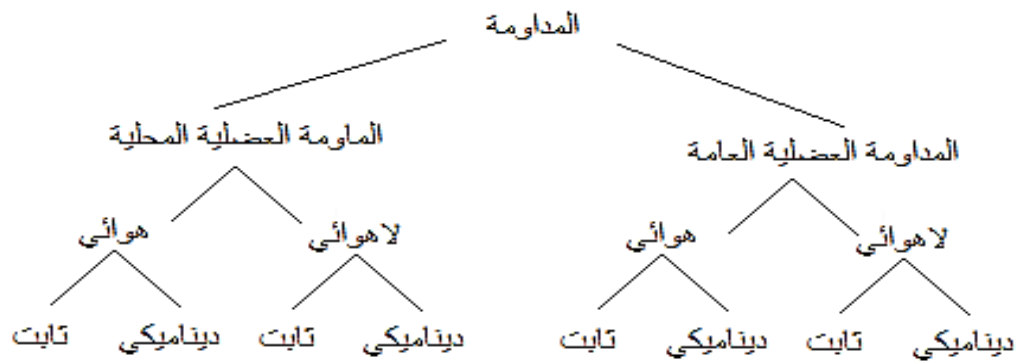 المداومة
المداومة العضلية العامة
الماومة العضلية المحلية
لاهوائي
هوائي
لاهوائي
هوائي
ديناميكي
ثابت
ديناميكي
ثابت
ديناميكي
ثابت
ديناميكي
ثابت